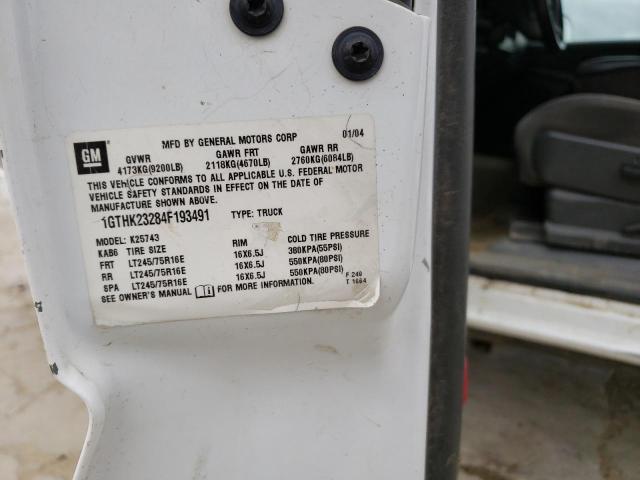 GM
MFD BY GENERAL MOTORS CORP 01/04
GVWR GAWR FRT GAWR RR
4173KG(9200LB) 2118KG(4670LB) 2760KG(6084LB)
THIS VEHICLE CONFORMS TO ALL APPLICABLE U.S. FEDERAL MOTOR
VEHICLE SAFETY STANDARDS IN EFFECT ON THE DATE OF
MANUFACTURE SHOWN ABOVE.
1GTHK23284F193491 TYPE: TRUCK
MODEL: K25743
KAB6 TIRE SIZE RIM COLD TIRE PRESSURE
FRT LT245/75R16E 16X6.5J 380KPA(55PSI)
RR LT245/75R16E 16X6.5J 550KPA(80PSI)
SPA LT245/75R16E 16X6.5J 550KPA(80PSI)
SEE OWNER'S MANUAL FOR MORE INFORMATION.
F 240
T 1664